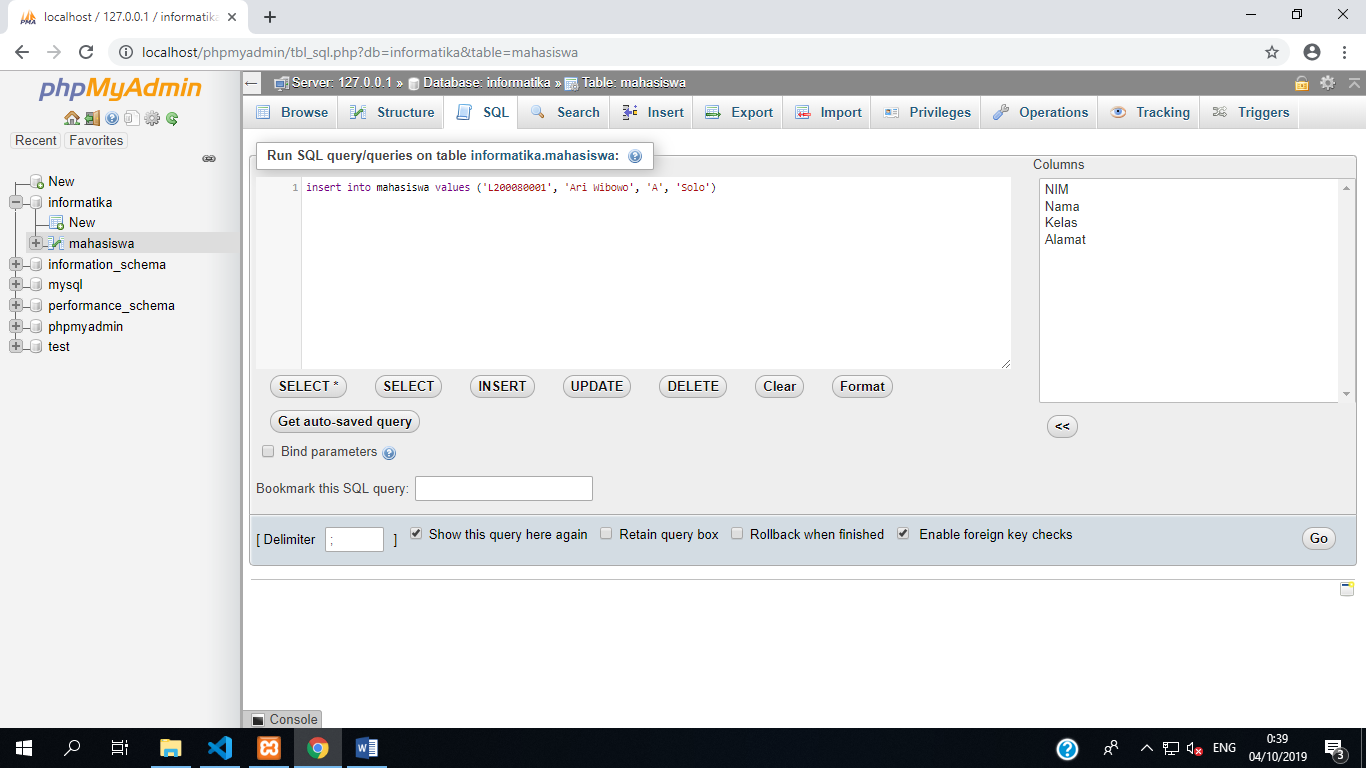 localhost / 127.0.0.1 / informatika
localhost/phpmyadmin/tbl_sql.php?db=informatika&table=mahasiswa
phpMyAdmin
Recent Favorites
New
informatika
New
mahasiswa
information_schema
mysql
performance_schema
phpmyadmin
test
Server: 127.0.0.1 » Database: informatika » Table: mahasiswa
Browse Structure SQL Search Insert Export Import Privileges Operations Tracking Triggers
Run SQL query/queries on table informatika.mahasiswa:
1 insert into mahasiswa values ('L200080001', 'Ari Wibowo', 'A', 'Solo')
Columns
NIM
Nama
Kelas
Alamat
<<
SELECT * SELECT INSERT UPDATE DELETE Clear Format
Get auto-saved query
Bind parameters
Bookmark this SQL query:
[ Delimiter ; ] Show this query here again Retain query box Rollback when finished Enable foreign key checks Go
Console
ENG
0:39
04/10/2019
3